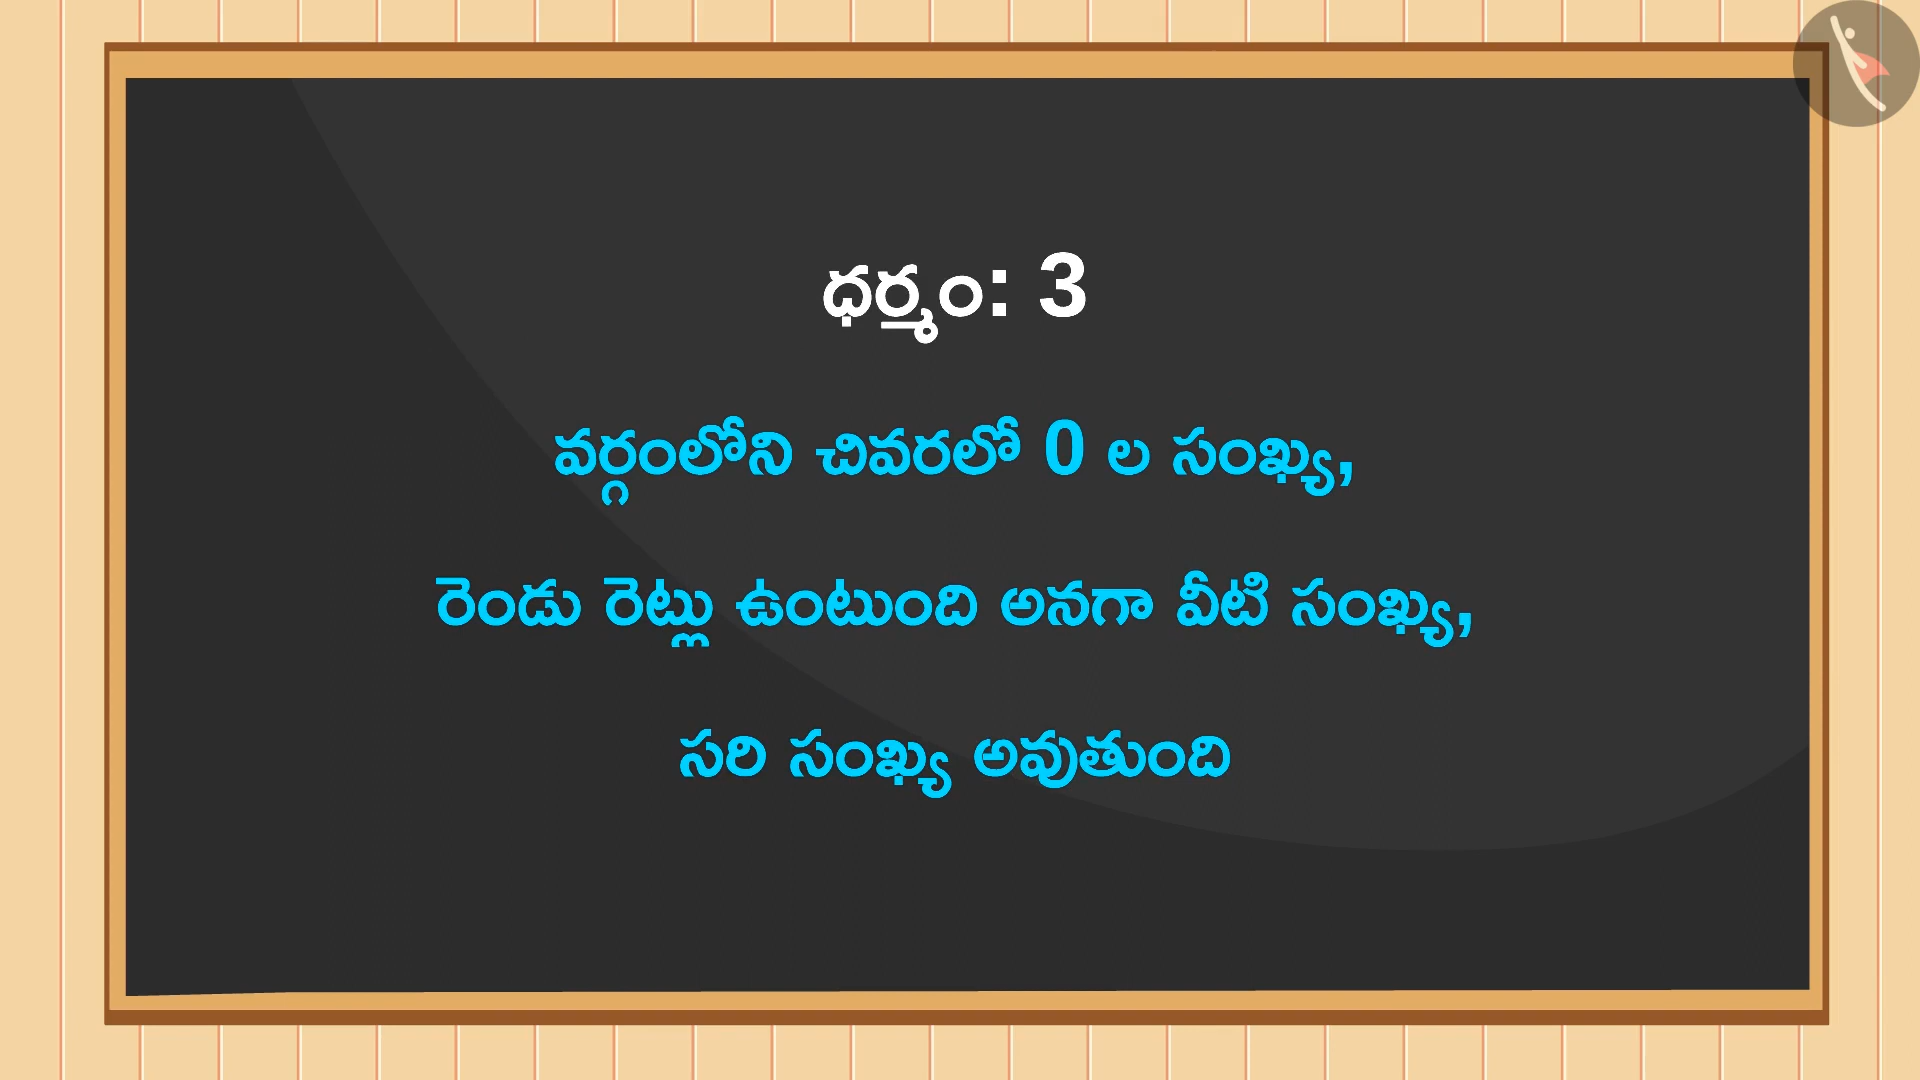 ధర్మం: 3
వర్గంలోని చివరలో 0 ల సంఖ్య,
రెండు రెట్లు ఉంటుంది అనగా వీటి సంఖ్య,
సరి సంఖ్య అవుతుంది